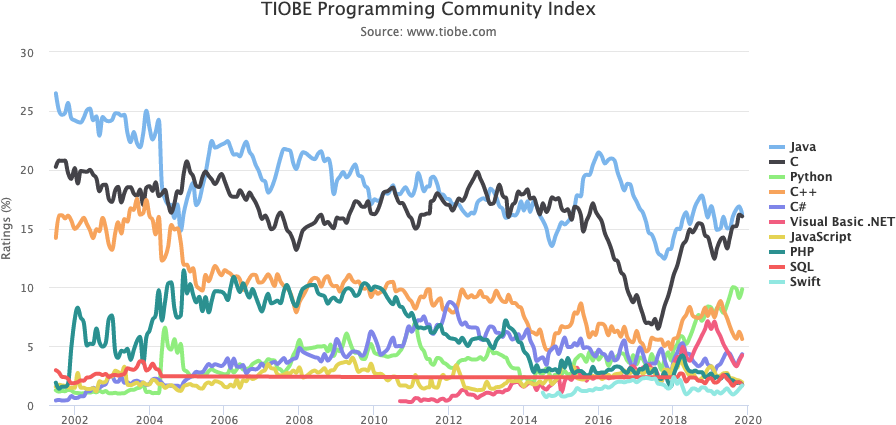 TIOBE Programming Community Index
Source: www.tiobe.com
Ratings (%)
30
25
20
15
10
5
0
2002 2004 2006 2008 2010 2012 2014 2016 2018 2020
Java
C
Python
C++
C#
Visual Basic .NET
JavaScript
PHP
SQL
Swift